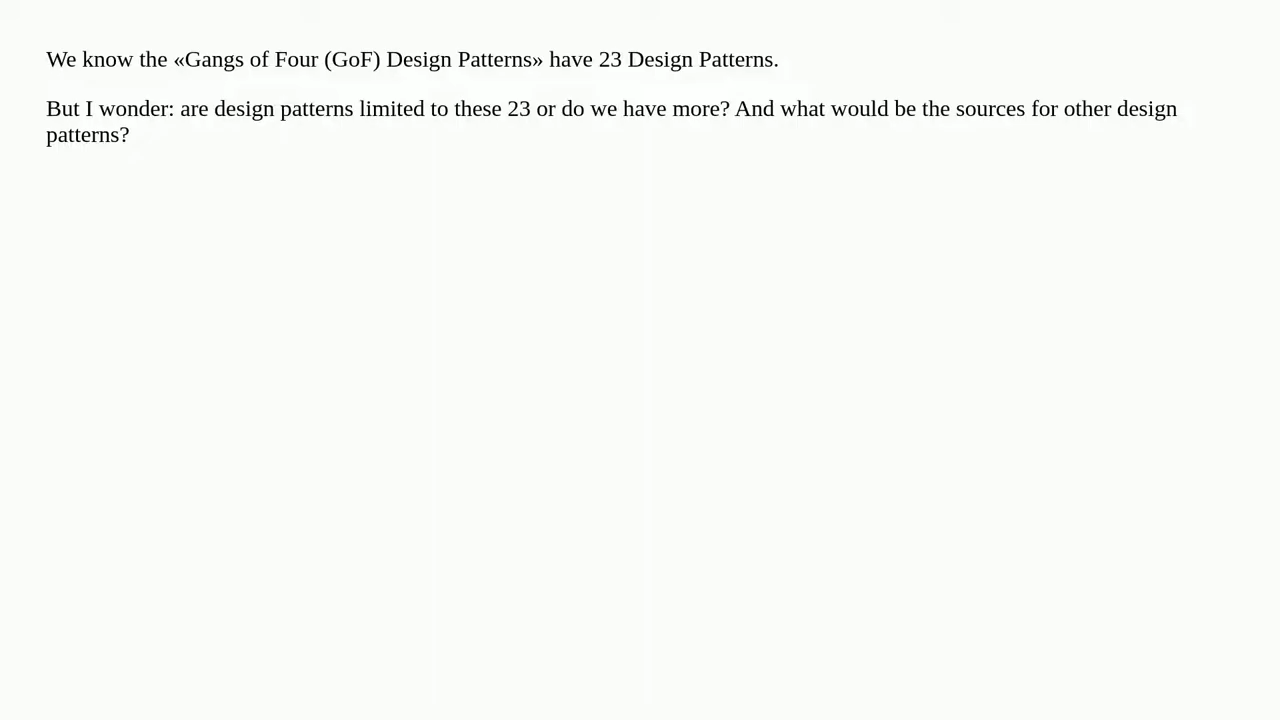 We know the «Gangs of Four (GoF) Design Patterns» have 23 Design Patterns.
But I wonder: are design patterns limited to these 23 or do we have more? And what would be the sources for other design
patterns?